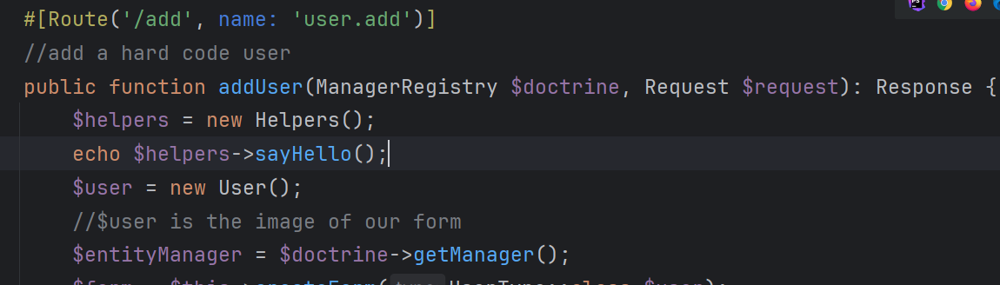 #[Route('/add', name: 'user.add')]
//add a hard code user
public function addUser(ManagerRegistry $doctrine, Request $request): Response {
$helpers = new Helpers();
echo $helpers->sayHello();
$user = new User();
//$user is the image of our form
$entityManager = $doctrine->getManager();
$form = $this->createForm( type: UserType::class, $user);